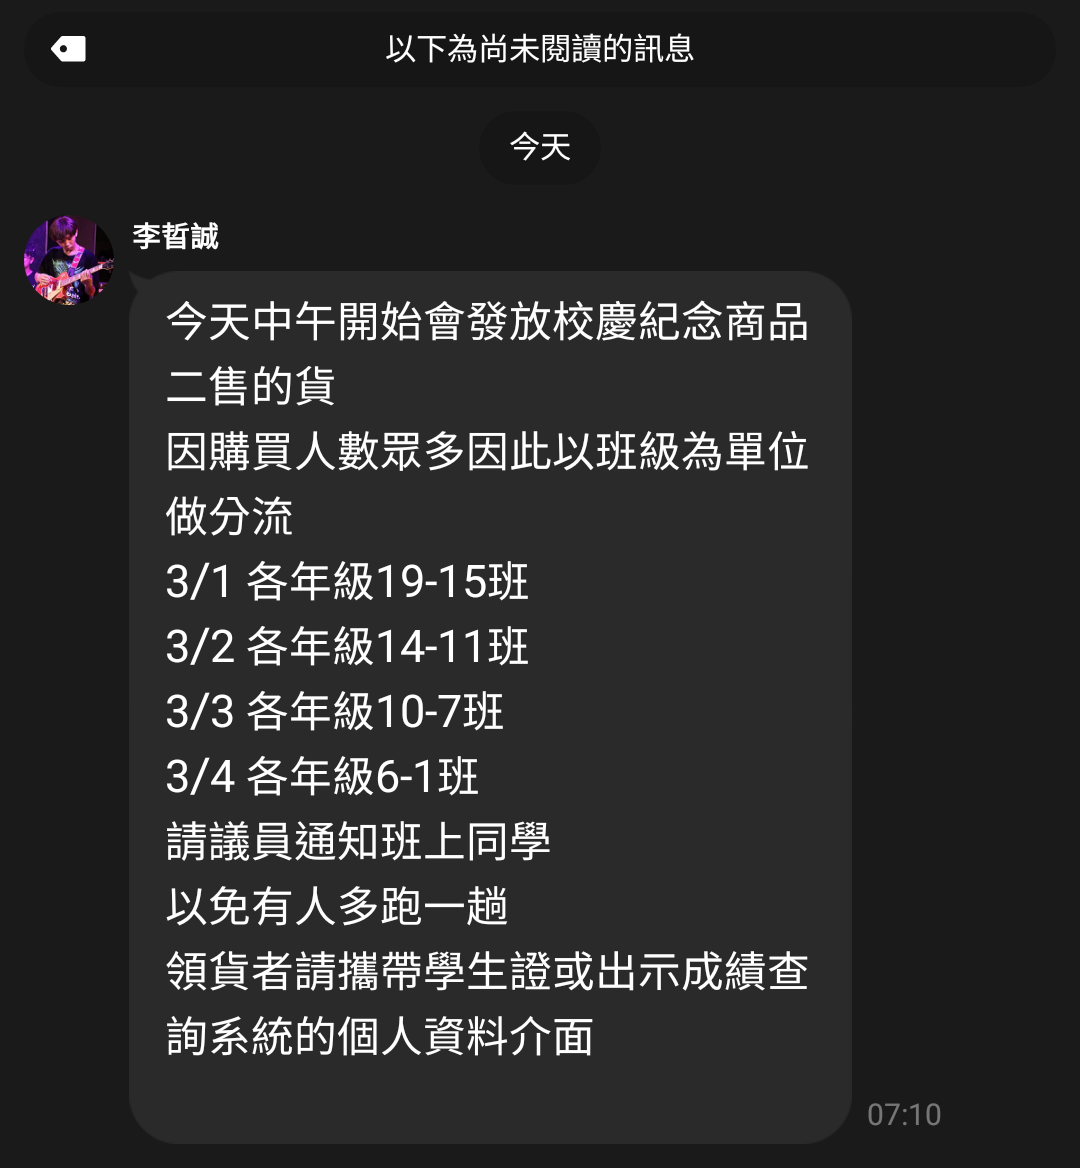 以下為尚未閱讀的訊息
今天
李晢誠
今天中午開始會發放校慶紀念商品
二售的貨
因購買人數眾多因此以班級為單位
做分流
3/1 各年級19-15班
3/2 各年級14-11班
3/3 各年級10-7班
3/4 各年級6-1班
請議員通知班上同學
以免有人多跑一趟
領貨者請攜帶學生證或出示成績查
詢系統的個人資料介面
07:10